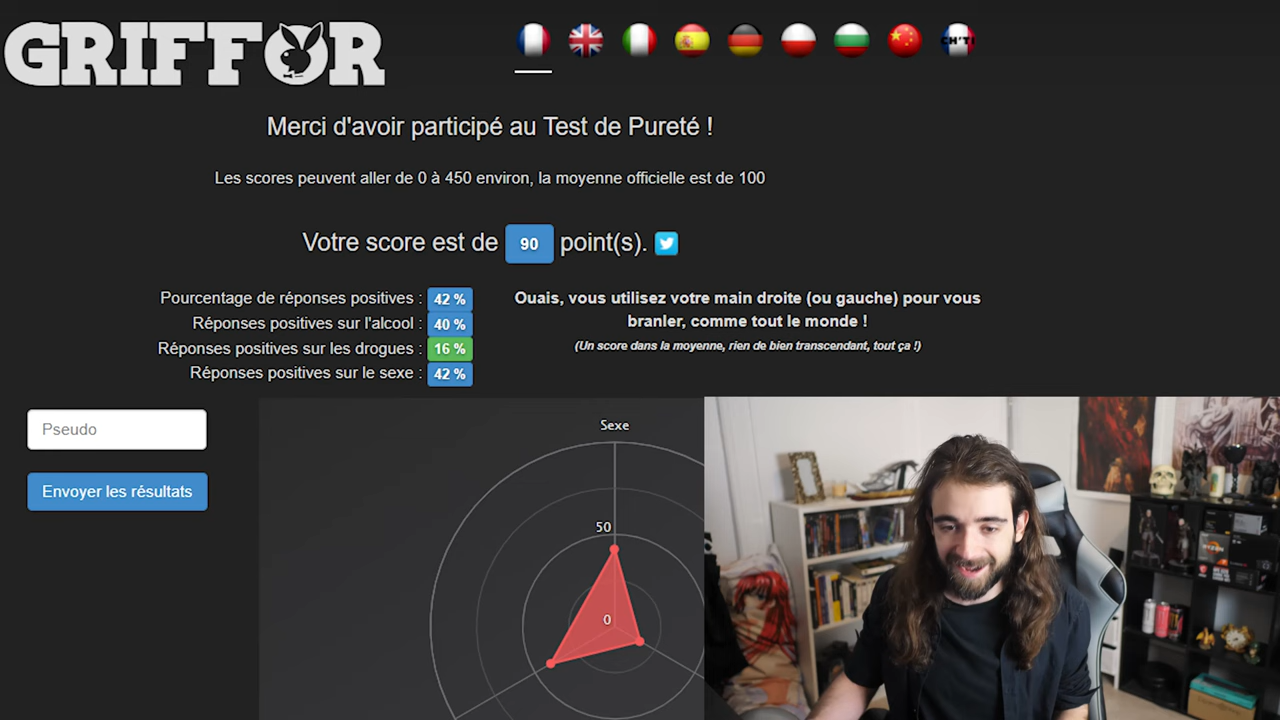 GRIFFOR
CH'TI
Merci d'avoir participé au Test de Pureté !
Les scores peuvent aller de 0 à 450 environ, la moyenne officielle est de 100
Votre score est de 90 point(s).
Pourcentage de réponses positives : 42 %
Réponses positives sur l'alcool : 40 %
Réponses positives sur les drogues : 16 %
Réponses positives sur le sexe : 42 %
Ouais, vous utilisez votre main droite (ou gauche) pour vous
branler, comme tout le monde !
(Un score dans la moyenne, rien de bien transcendant, tout ça !)
Pseudo
Envoyer les résultats
Sexe
50
0
RYZEN